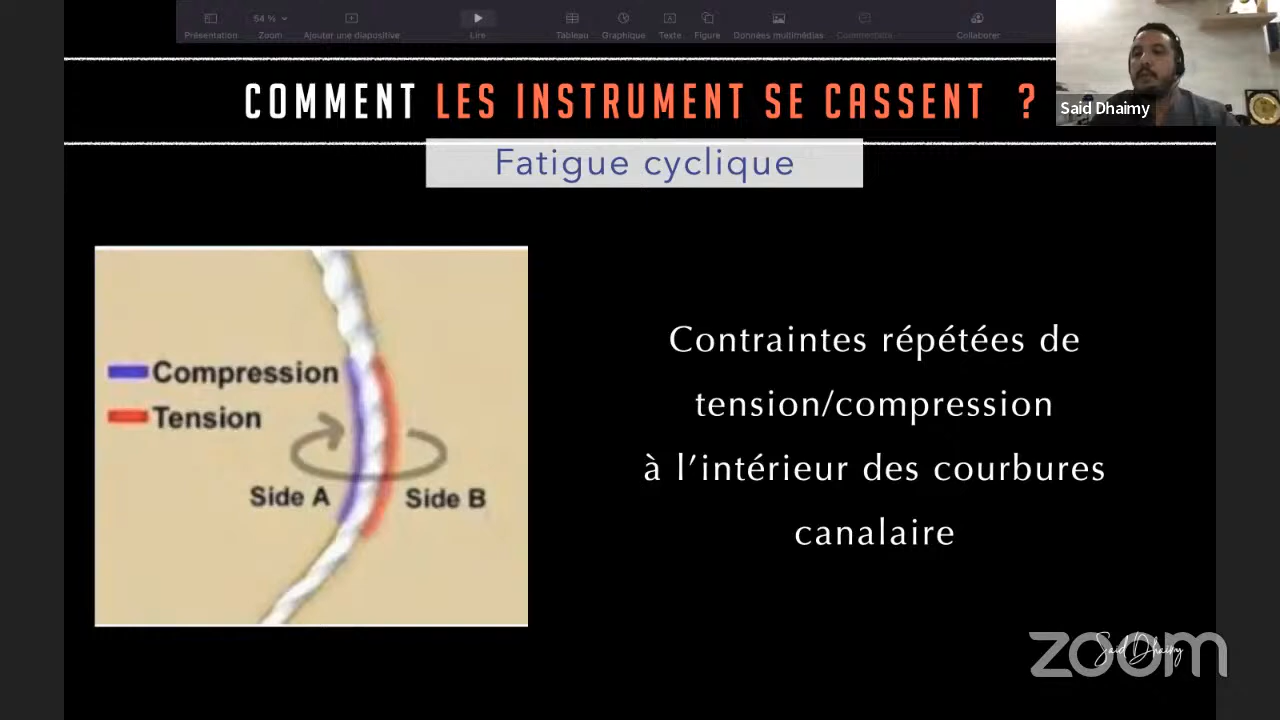 54 %
Présentation
Zoom
Ajouter une diapositive
Lire
Tableau
Graphique
Texte
Figure
Données multimédias
Commentaire
Collaborer
COMMENT LES INSTRUMENT SE CASSENT ?
Said Dhaimy
Fatigue cyclique
Compression
Tension
Side A
Side B
Contraintes répétées de
tension/compression
à l’intérieur des courbures
canalaire
Said Dhaimy
zoom